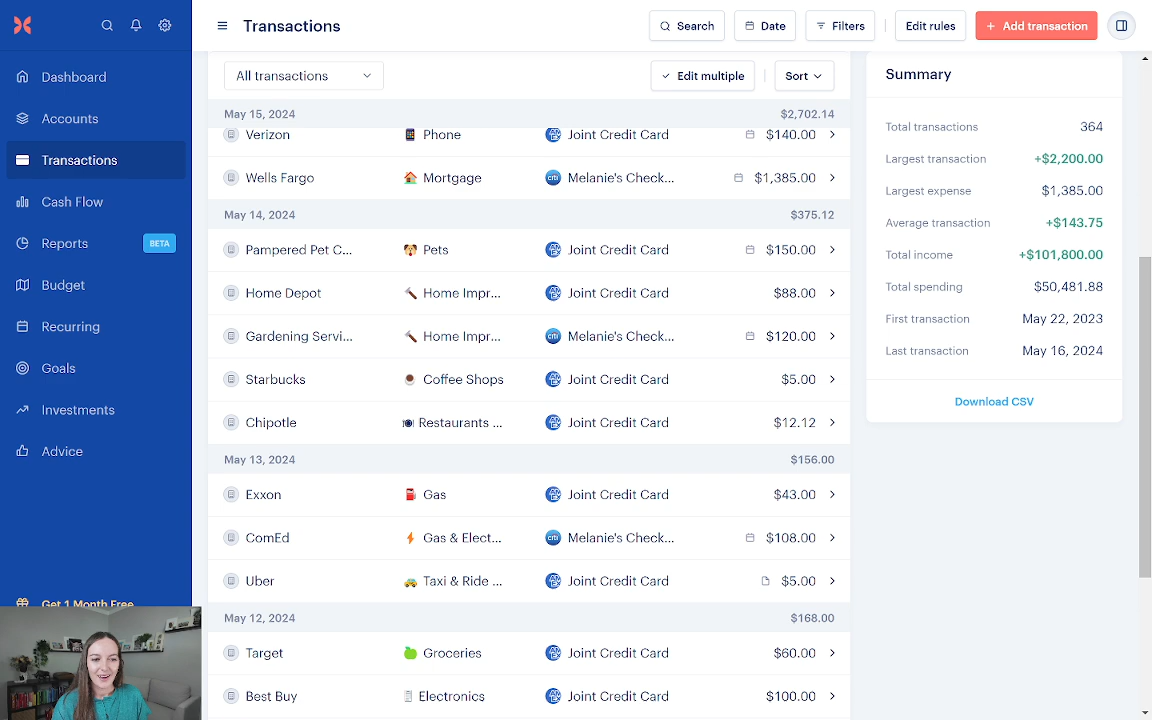 Transactions
Search
Date
Filters
Edit rules
+ Add transaction
Dashboard
Accounts
Transactions
Cash Flow
Reports BETA
Budget
Recurring
Goals
Investments
Advice
Get 1 Month Free
All transactions
Edit multiple
Sort
May 15, 2024 $2,702.14
Verizon Phone Joint Credit Card $140.00
Wells Fargo Mortgage citi Melanie's Check... $1,385.00
May 14, 2024 $375.12
Pampered Pet C... Pets Joint Credit Card $150.00
Home Depot Home Impr... Joint Credit Card $88.00
Gardening Servi... Home Impr... citi Melanie's Check... $120.00
Starbucks Coffee Shops Joint Credit Card $5.00
Chipotle Restaurants ... Joint Credit Card $12.12
May 13, 2024 $156.00
Exxon Gas Joint Credit Card $43.00
ComEd Gas & Elect... citi Melanie's Check... $108.00
Uber Taxi & Ride ... Joint Credit Card $5.00
May 12, 2024 $168.00
Target Groceries Joint Credit Card $60.00
Best Buy Electronics Joint Credit Card $100.00
Summary
Total transactions 364
Largest transaction +$2,200.00
Largest expense $1,385.00
Average transaction +$143.75
Total income +$101,800.00
Total spending $50,481.88
First transaction May 22, 2023
Last transaction May 16, 2024
Download CSV